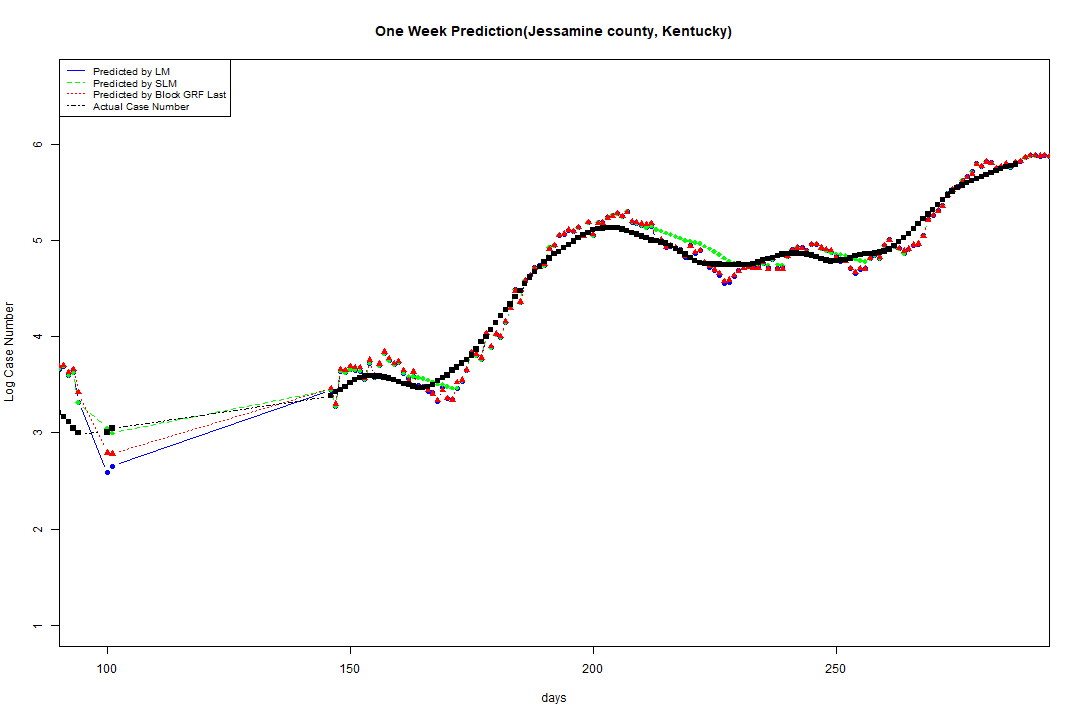 One Week Prediction(Jessamine county, Kentucky)
Predicted by LM
Predicted by SLM
Predicted by Block GRF Last
Actual Case Number
6
5
4
3
2
1
Log Case Number
100 150 200 250
days